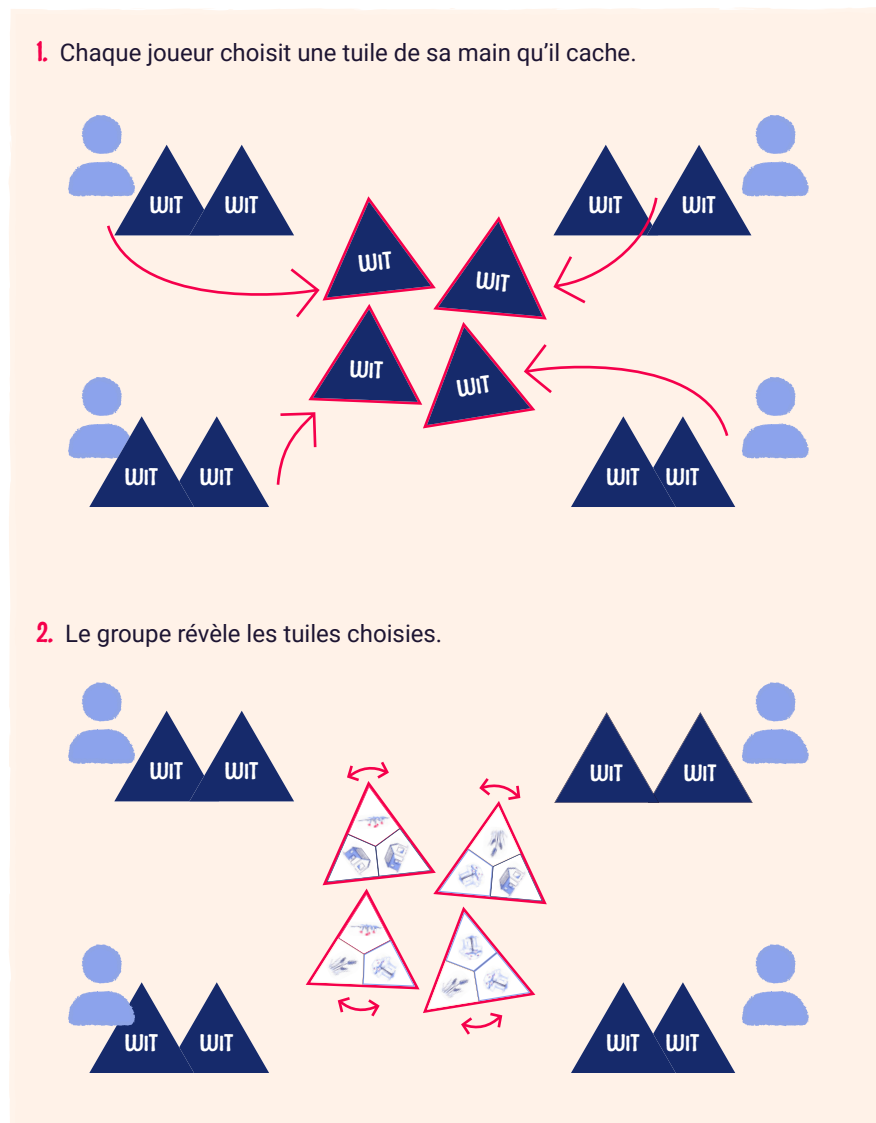 1. Chaque joueur choisit une tuile de sa main qu’il cache.
WIT WIT WIT WIT
WIT WIT
WIT WIT
WIT WIT WIT WIT
2. Le groupe révèle les tuiles choisies.
WIT WIT WIT WIT
WIT WIT WIT WIT